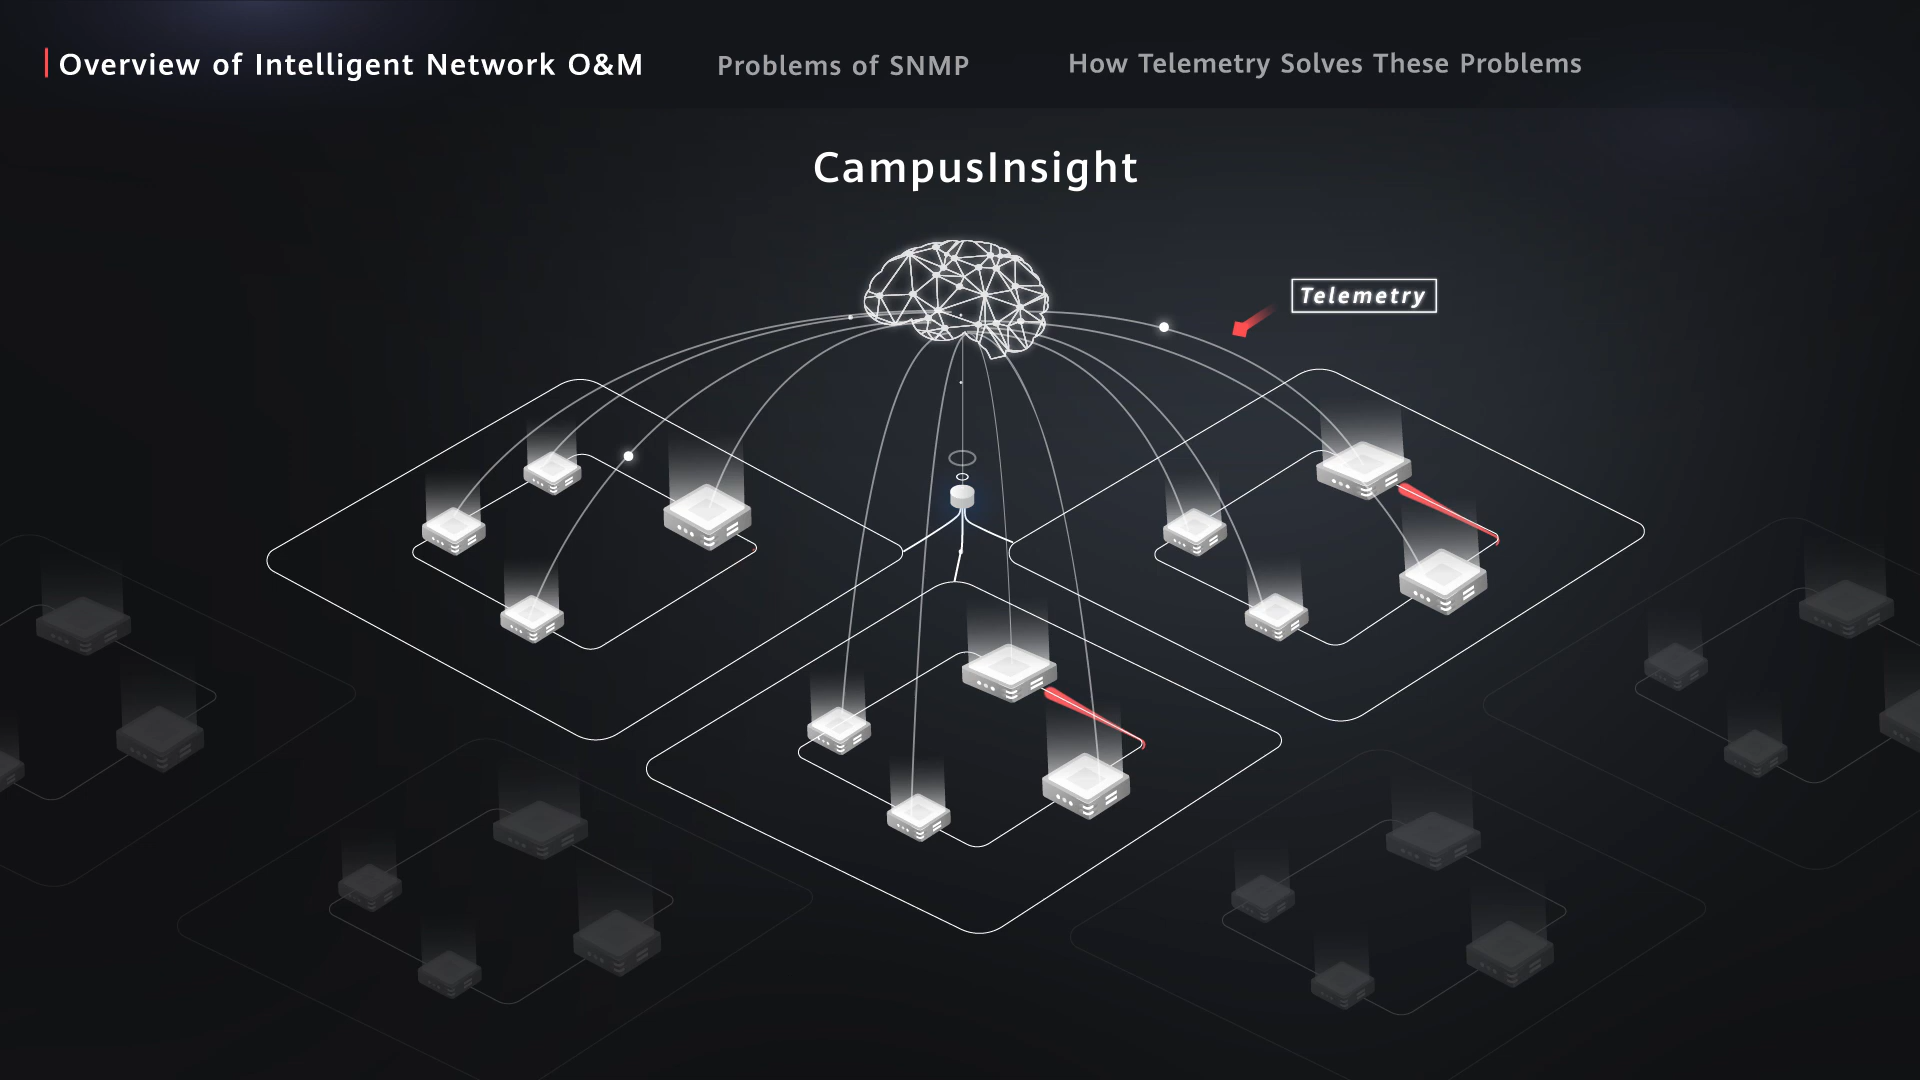 Overview of Intelligent Network O&M
Problems of SNMP
How Telemetry Solves These Problems
CampusInsight
Telemetry